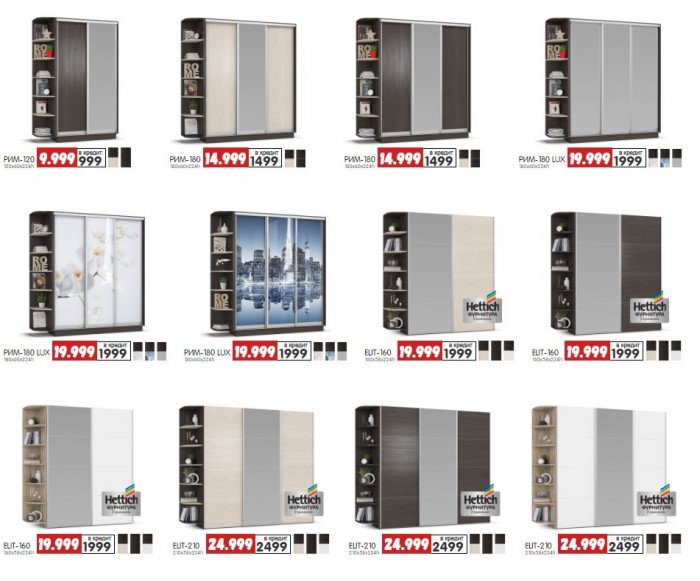 РИМ-120 9.999 в кредит 999
120x60x224h
РИМ-180 14.999 в кредит 1499
180x60x224h
РИМ-180 14.999 в кредит 1499
180x60x224h
РИМ-180 LUX 19.999 в кредит 1999
180x60x224h
РИМ-180 LUX 19.999 в кредит 1999
180x60x224h
РИМ-180 LUX 19.999 в кредит 1999
180x60x224h
Hettich
ФУРНИТУРА
ELIT-160 19.999 в кредит 1999
160x58x224h
Hettich
ФУРНИТУРА
ELIT-160 19.999 в кредит 1999
160x58x224h
Hettich
ФУРНИТУРА
ELIT-160 19.999 в кредит 1999
160x58x224h
Hettich
ФУРНИТУРА
ELIT-210 24.999 в кредит 2499
210x58x224h
Hettich
ФУРНИТУРА
ELIT-210 24.999 в кредит 2499
210x58x224h
Hettich
ФУРНИТУРА
ELIT-210 24.999 в кредит 2499
210x58x224h